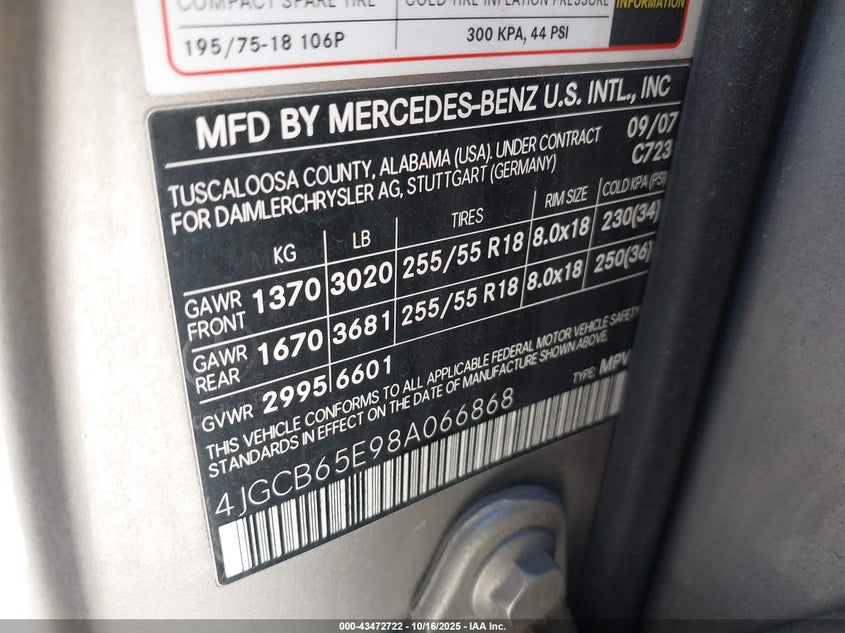 COMPACT SPARE TIRE COLD TIRE INFLATION PRESSURE INFORMATION
195/75-18 106P 300 KPA, 44 PSI
MFD BY MERCEDES-BENZ U.S. INTL., INC
TUSCALOOSA COUNTY, ALABAMA (USA). UNDER CONTRACT 09/07
FOR DAIMLERCHRYSLER AG, STUTTGART (GERMANY) C723
KG LB TIRES RIM SIZE COLD KPA (PSI)
GAWR FRONT 1370 3020 255/55 R18 8.0x18 230(34)
GAWR REAR 1670 3681 255/55 R18 8.0x18 250(36)
GVWR 2995 6601
THIS VEHICLE CONFORMS TO ALL APPLICABLE FEDERAL MOTOR VEHICLE SAFETY
STANDARDS IN EFFECT ON THE DATE OF MANUFACTURE SHOWN ABOVE.
TYPE: MPV
4JGCB65E98A066868
000-43472722 - 10/16/2025 - IAA Inc.